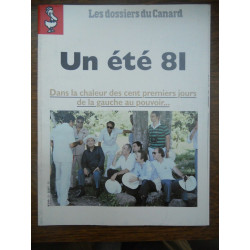 Les dossiers du Canard
Un été 81
Dans la chaleur des cent premiers jours
de la gauche au pouvoir...